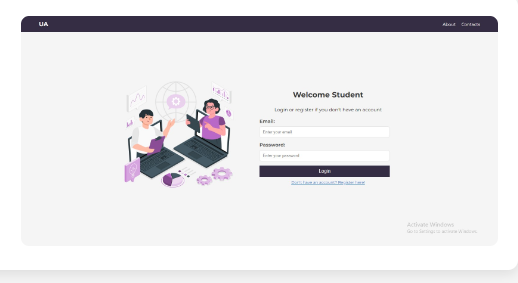 UA
About Contacts
Welcome Student
Login or register if you don't have an account
Email:
Enter your email
Password:
Enter your password
Login
Don't have an account? Register here!
Activate Windows
Go to Settings to activate Windows.